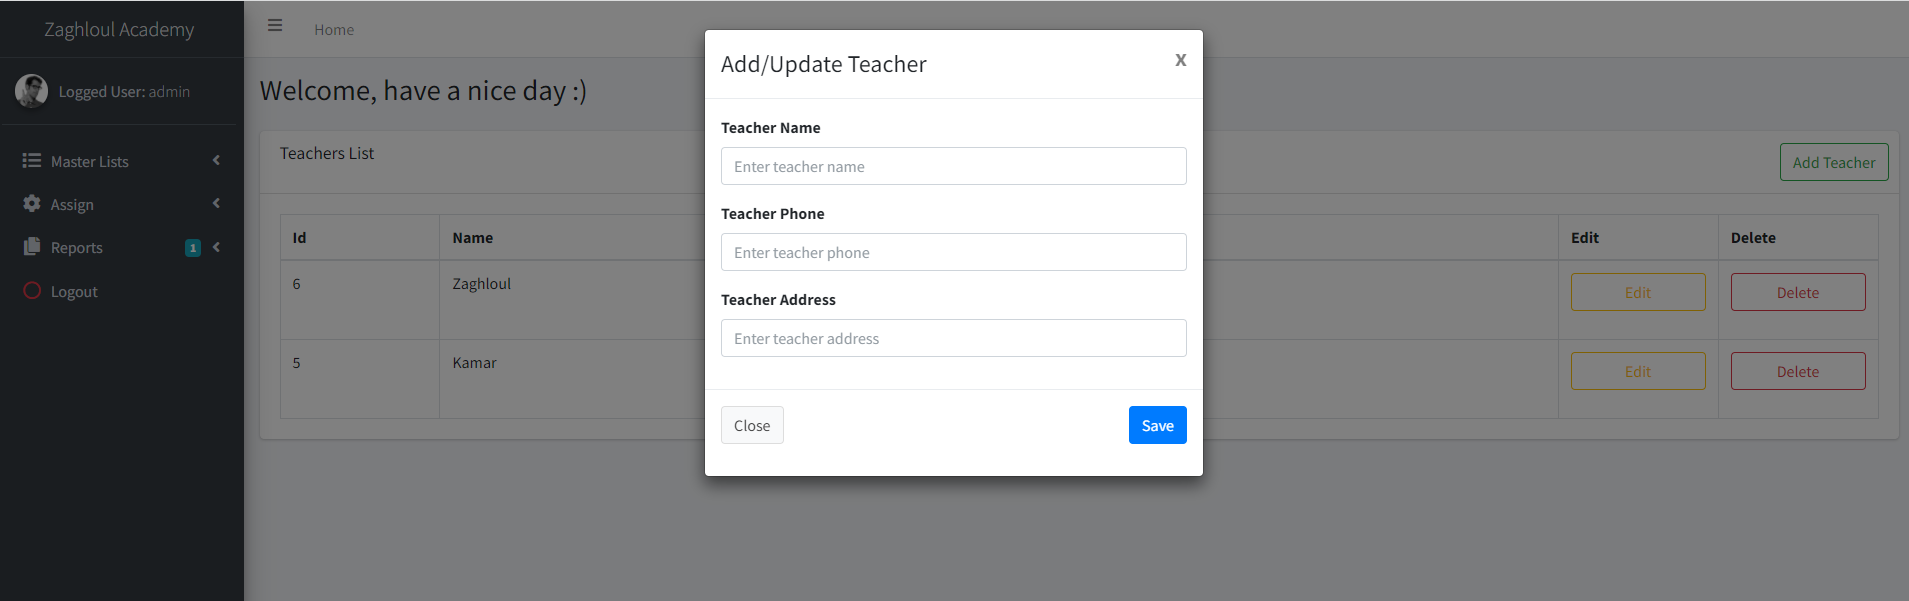 Zaghloul Academy
Home
Logged User: admin
Master Lists
Assign
Reports 1
Logout
Welcome, have a nice day :)
Teachers List
Add Teacher
Id Name Edit Delete
6 Zaghloul Edit Delete
5 Kamar Edit Delete
Add/Update Teacher X
Teacher Name
Enter teacher name
Teacher Phone
Enter teacher phone
Teacher Address
Enter teacher address
Close Save